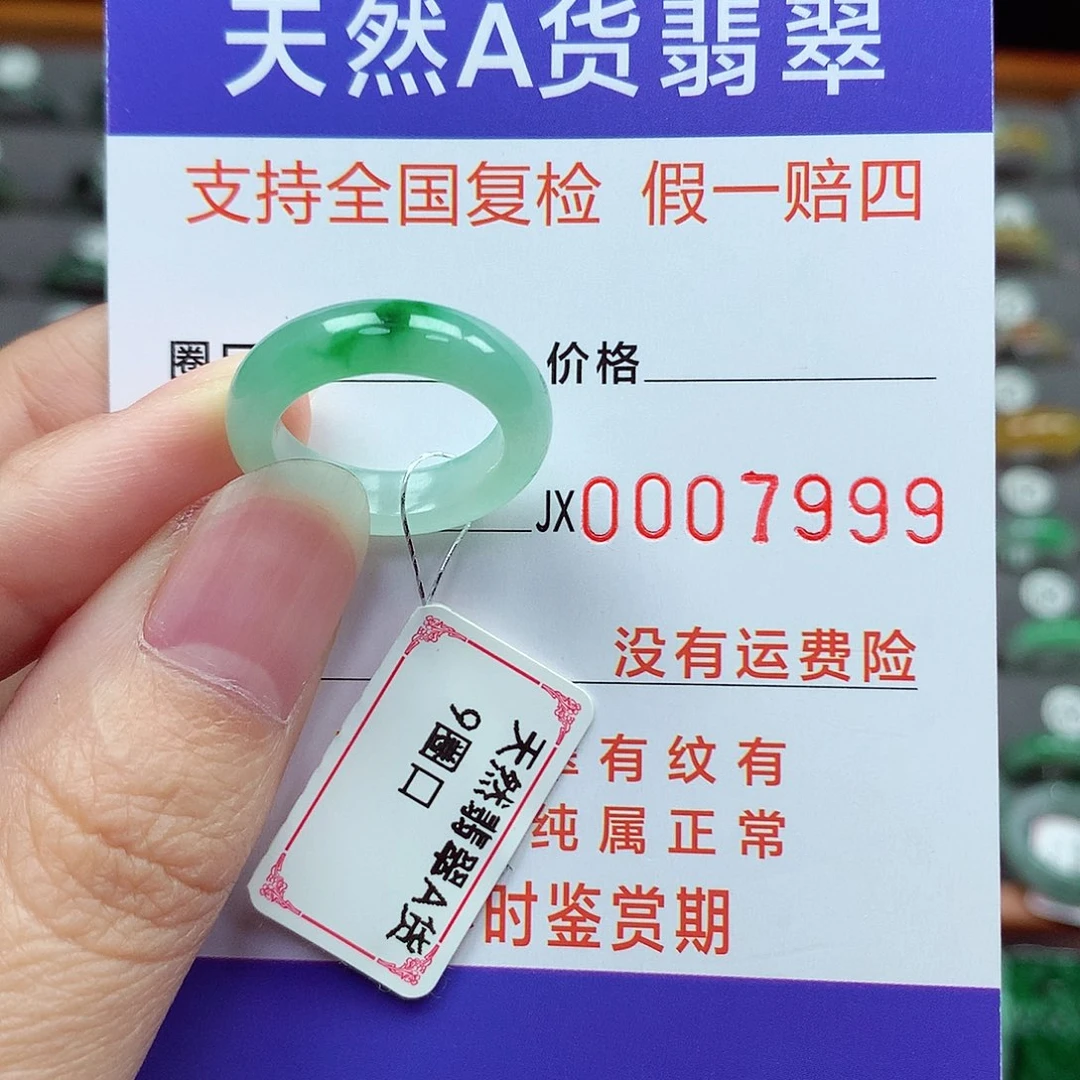 天然A货翡翠
支持全国复检 假一赔四
圈
价格
JX0007999
没有运费险
有纹有
纯属正常
时鉴赏期
天然翡翠A货
9圈口